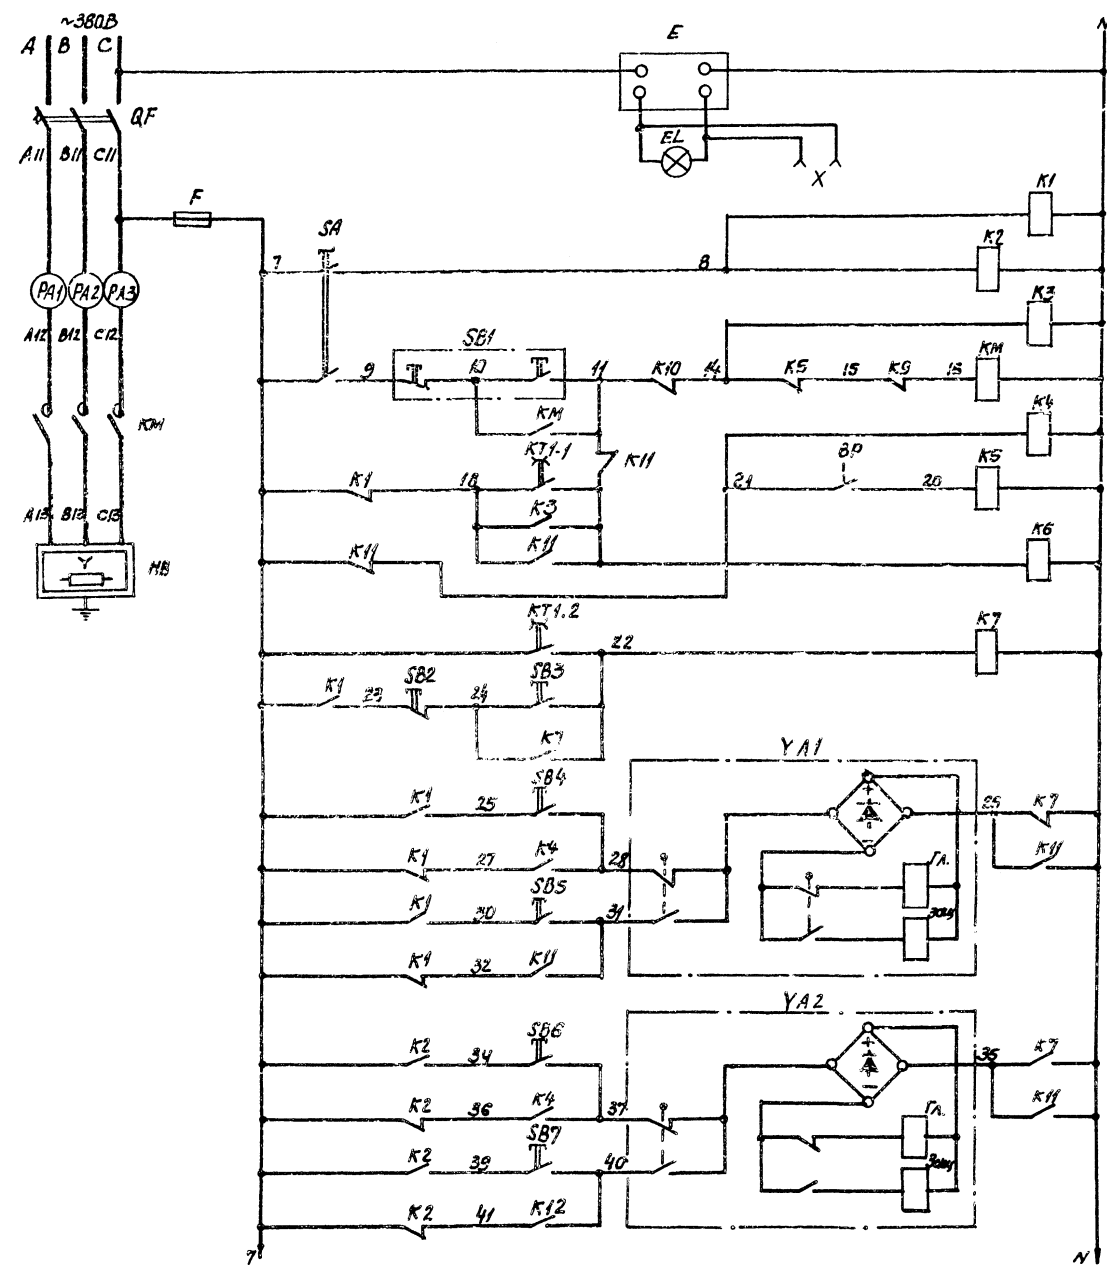 ~380В
A B C
QF
A11 B11 C11
F
E
EL
X
N
K1
SA
7
8
K2
PA1 PA2 PA3
K3
A12 B12 C12
SB1
9
10
11
K10
14
K5
15
K9
KM
KM
KM
K4
KT1-1
K11
BP
K1
18
21
20
K5
A13 B13 C13
K3
K11
K11
K6
Y
KT1.2
22
K7
K1
23
SB2
24
SB3
K7
YA1
K1
25
SB4
+
−
K7
K1
27
K4
28
K11
Гл.
K1
30
SB5
31
K1
32
K11
YA2
K2
34
SB6
+
−
35
K7
K2
36
K4
37
K11
Гл.
K2
39
SB7
40
K2
41
K12
7
N